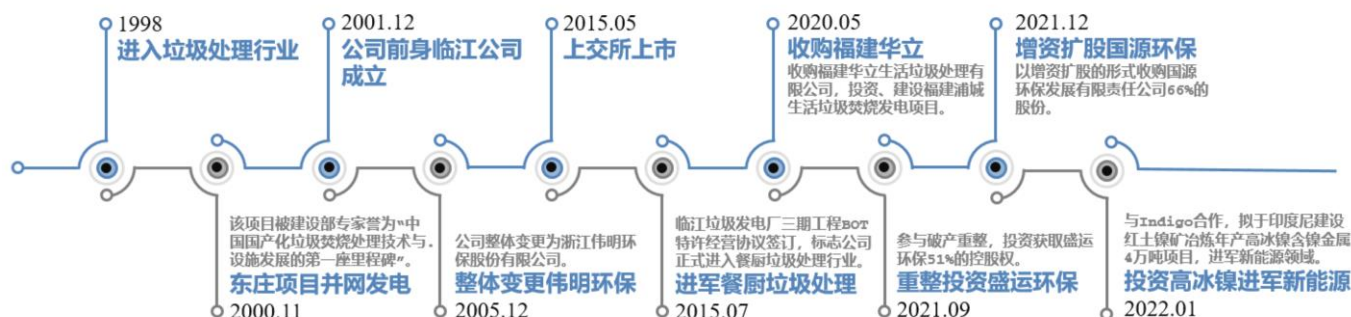 1998
进入垃圾处理行业
2001.12
公司前身临江公司
成立
2015.05
上交所上市
2020.05
收购福建华立
收购福建华立生活垃圾处理有
限公司，投资、建设福建浦城
生活垃圾焚烧发电项目。
2021.12
增资扩股国源环保
以增资扩股的形式收购国源
环保发展有限责任公司66%的
股份。
该项目被建设部专家誉为“中
国国产化垃圾焚烧处理技术与.
设施发展的第一座里程碑”。
东庄项目并网发电
2000.11
公司整体变更为浙江伟明环
保股份有限公司。
整体变更伟明环保
2005.12
临江垃圾发电厂三期工程BOT
特许经营协议签订，标志公司
正式进入餐厨垃圾处理行业。
进军餐厨垃圾处理
2015.07
参与破产重整，投资获取盛运
环保51%的控股权。
重整投资盛运环保
2021.09
与Indigo合作，拟于印度尼建设
红土镍矿冶炼年产高冰镍含镍金属
4万吨项目，进军新能源领域。
投资高冰镍进军新能源
2022.01